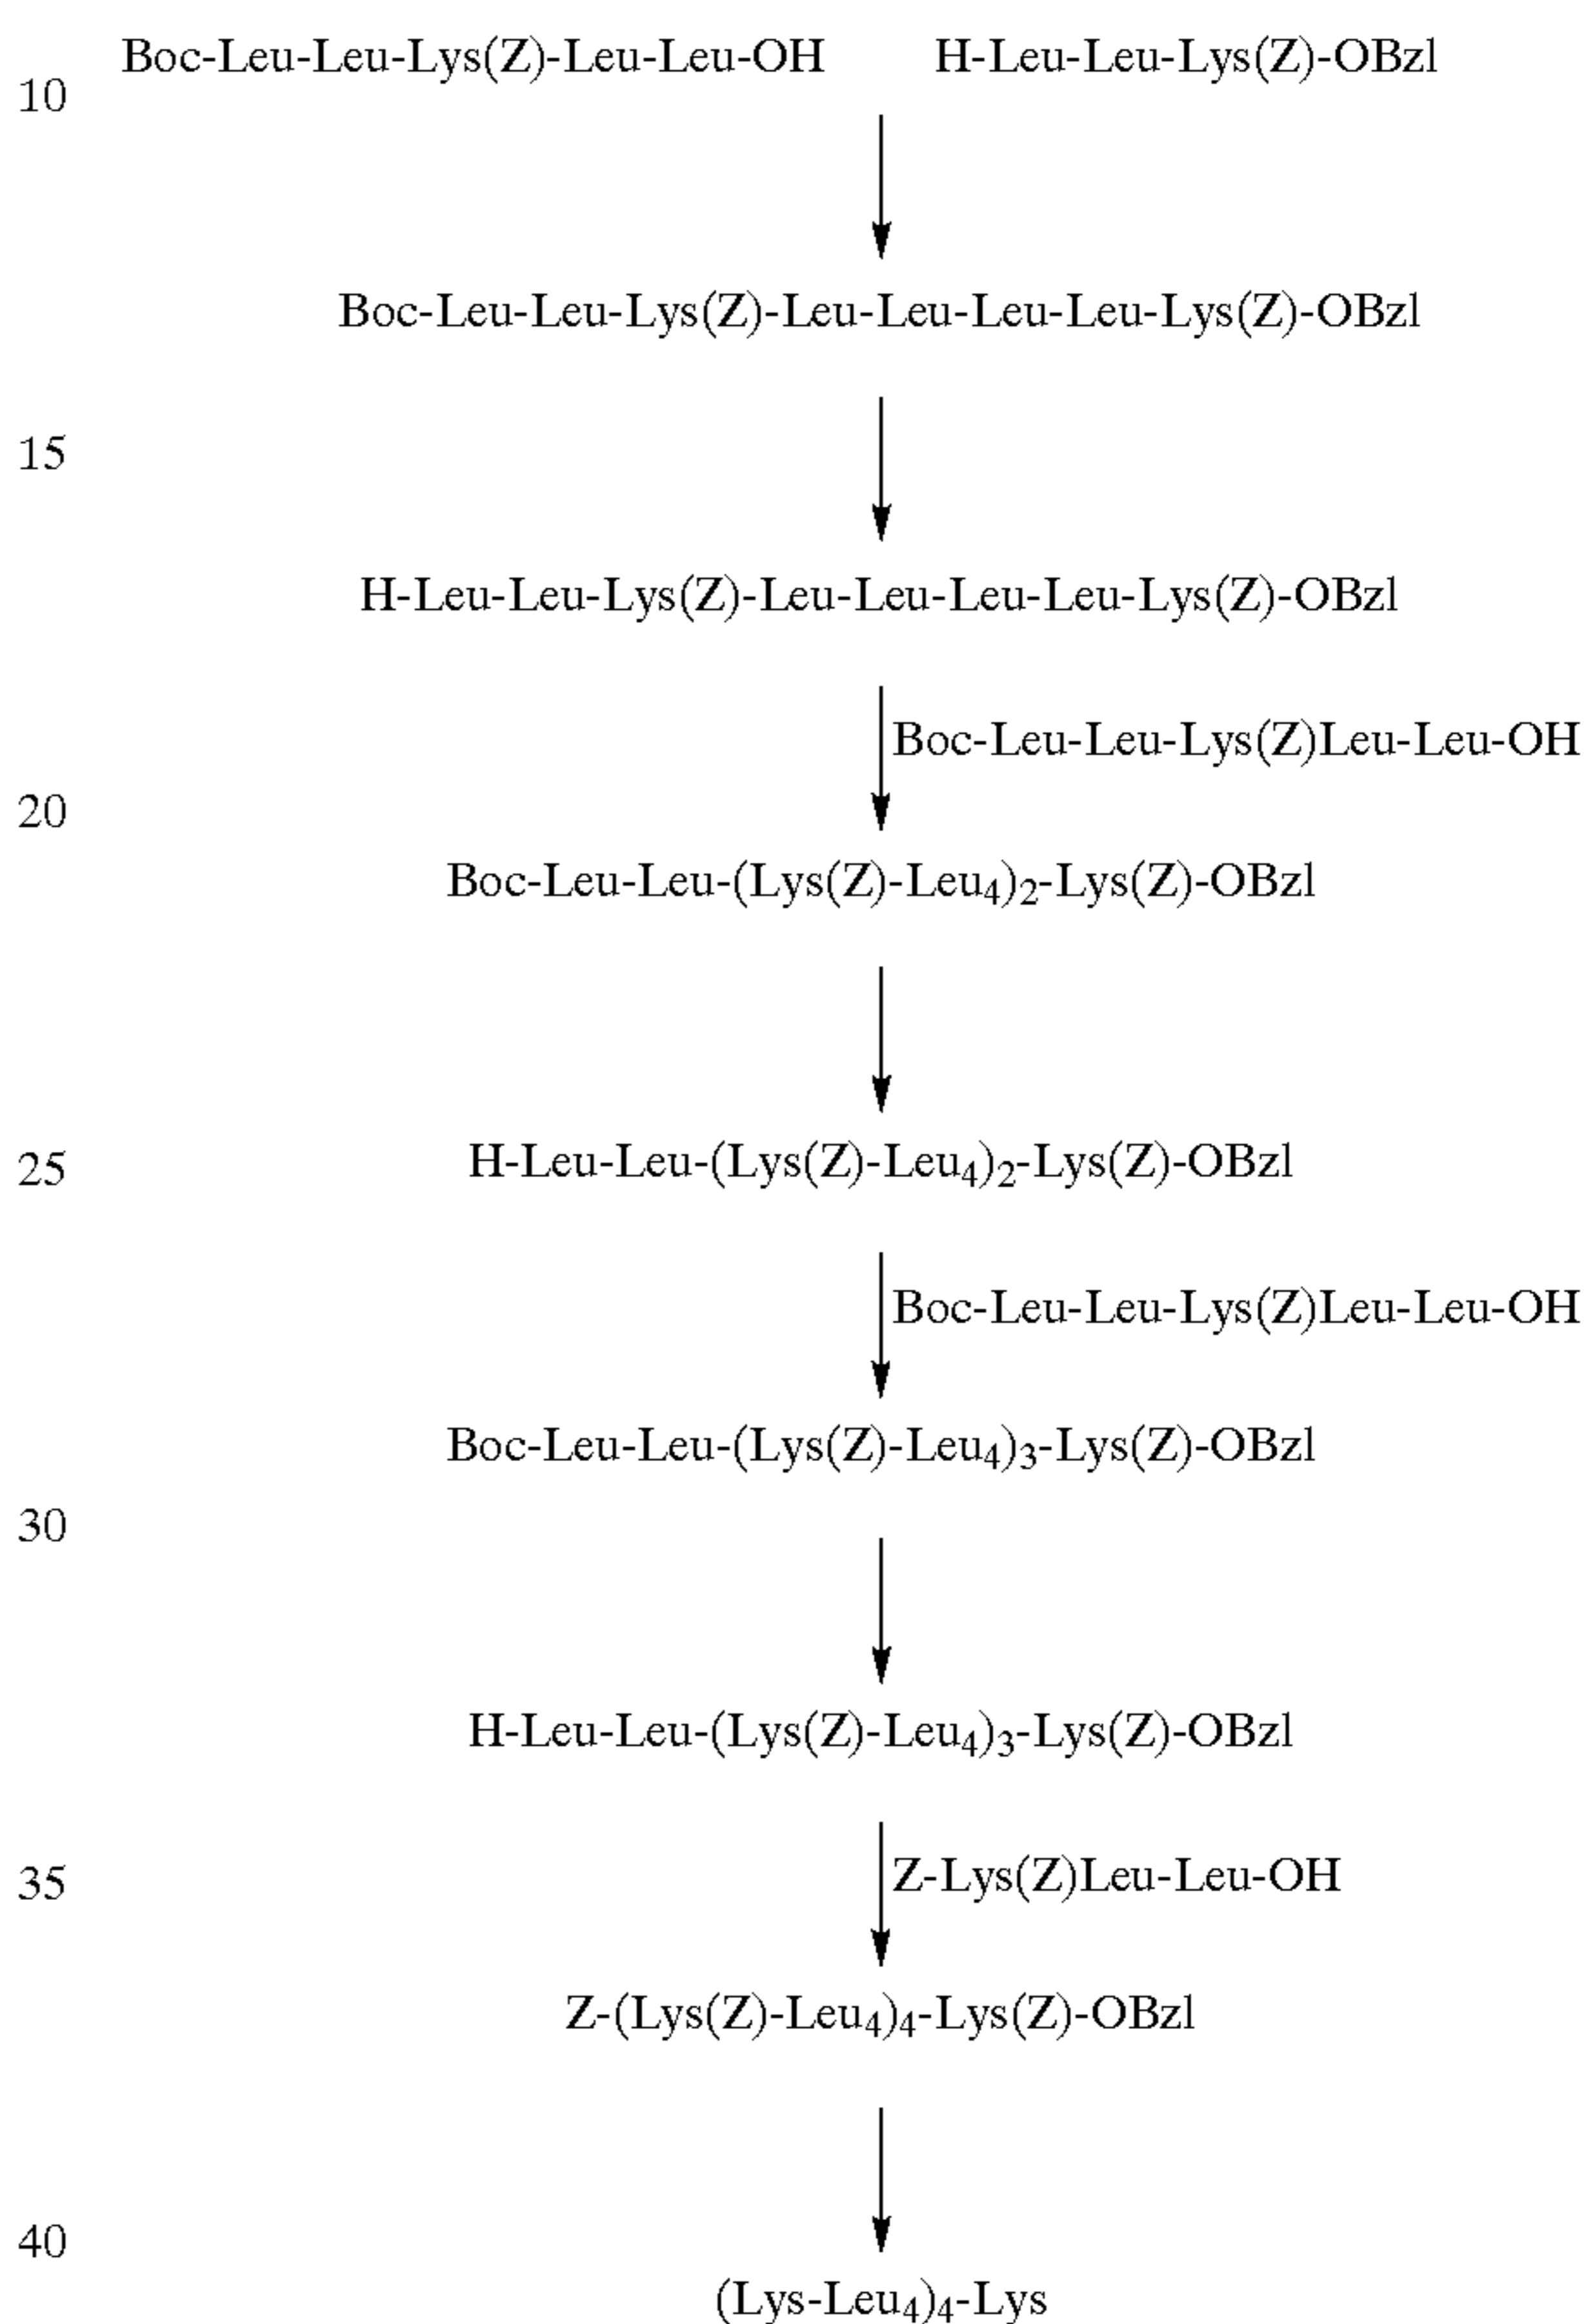 Boc-Leu-Leu-Lys(Z)-Leu-Leu-OH H-Leu-Leu-Lys(Z)-OBzl
10
Boc-Leu-Leu-Lys(Z)-Leu-Leu-Leu-Leu-Lys(Z)-OBzl
15
H-Leu-Leu-Lys(Z)-Leu-Leu-Leu-Leu-Lys(Z)-OBzl
Boc-Leu-Leu-Lys(Z)Leu-Leu-OH
20
Boc-Leu-Leu-(Lys(Z)-Leu₄)₂-Lys(Z)-OBzl
25
H-Leu-Leu-(Lys(Z)-Leu₄)₂-Lys(Z)-OBzl
Boc-Leu-Leu-Lys(Z)Leu-Leu-OH
Boc-Leu-Leu-(Lys(Z)-Leu₄)₃-Lys(Z)-OBzl
30
H-Leu-Leu-(Lys(Z)-Leu₄)₃-Lys(Z)-OBzl
35
Z-Lys(Z)Leu-Leu-OH
Z-(Lys(Z)-Leu₄)₄-Lys(Z)-OBzl
40
(Lys-Leu₄)₄-Lys